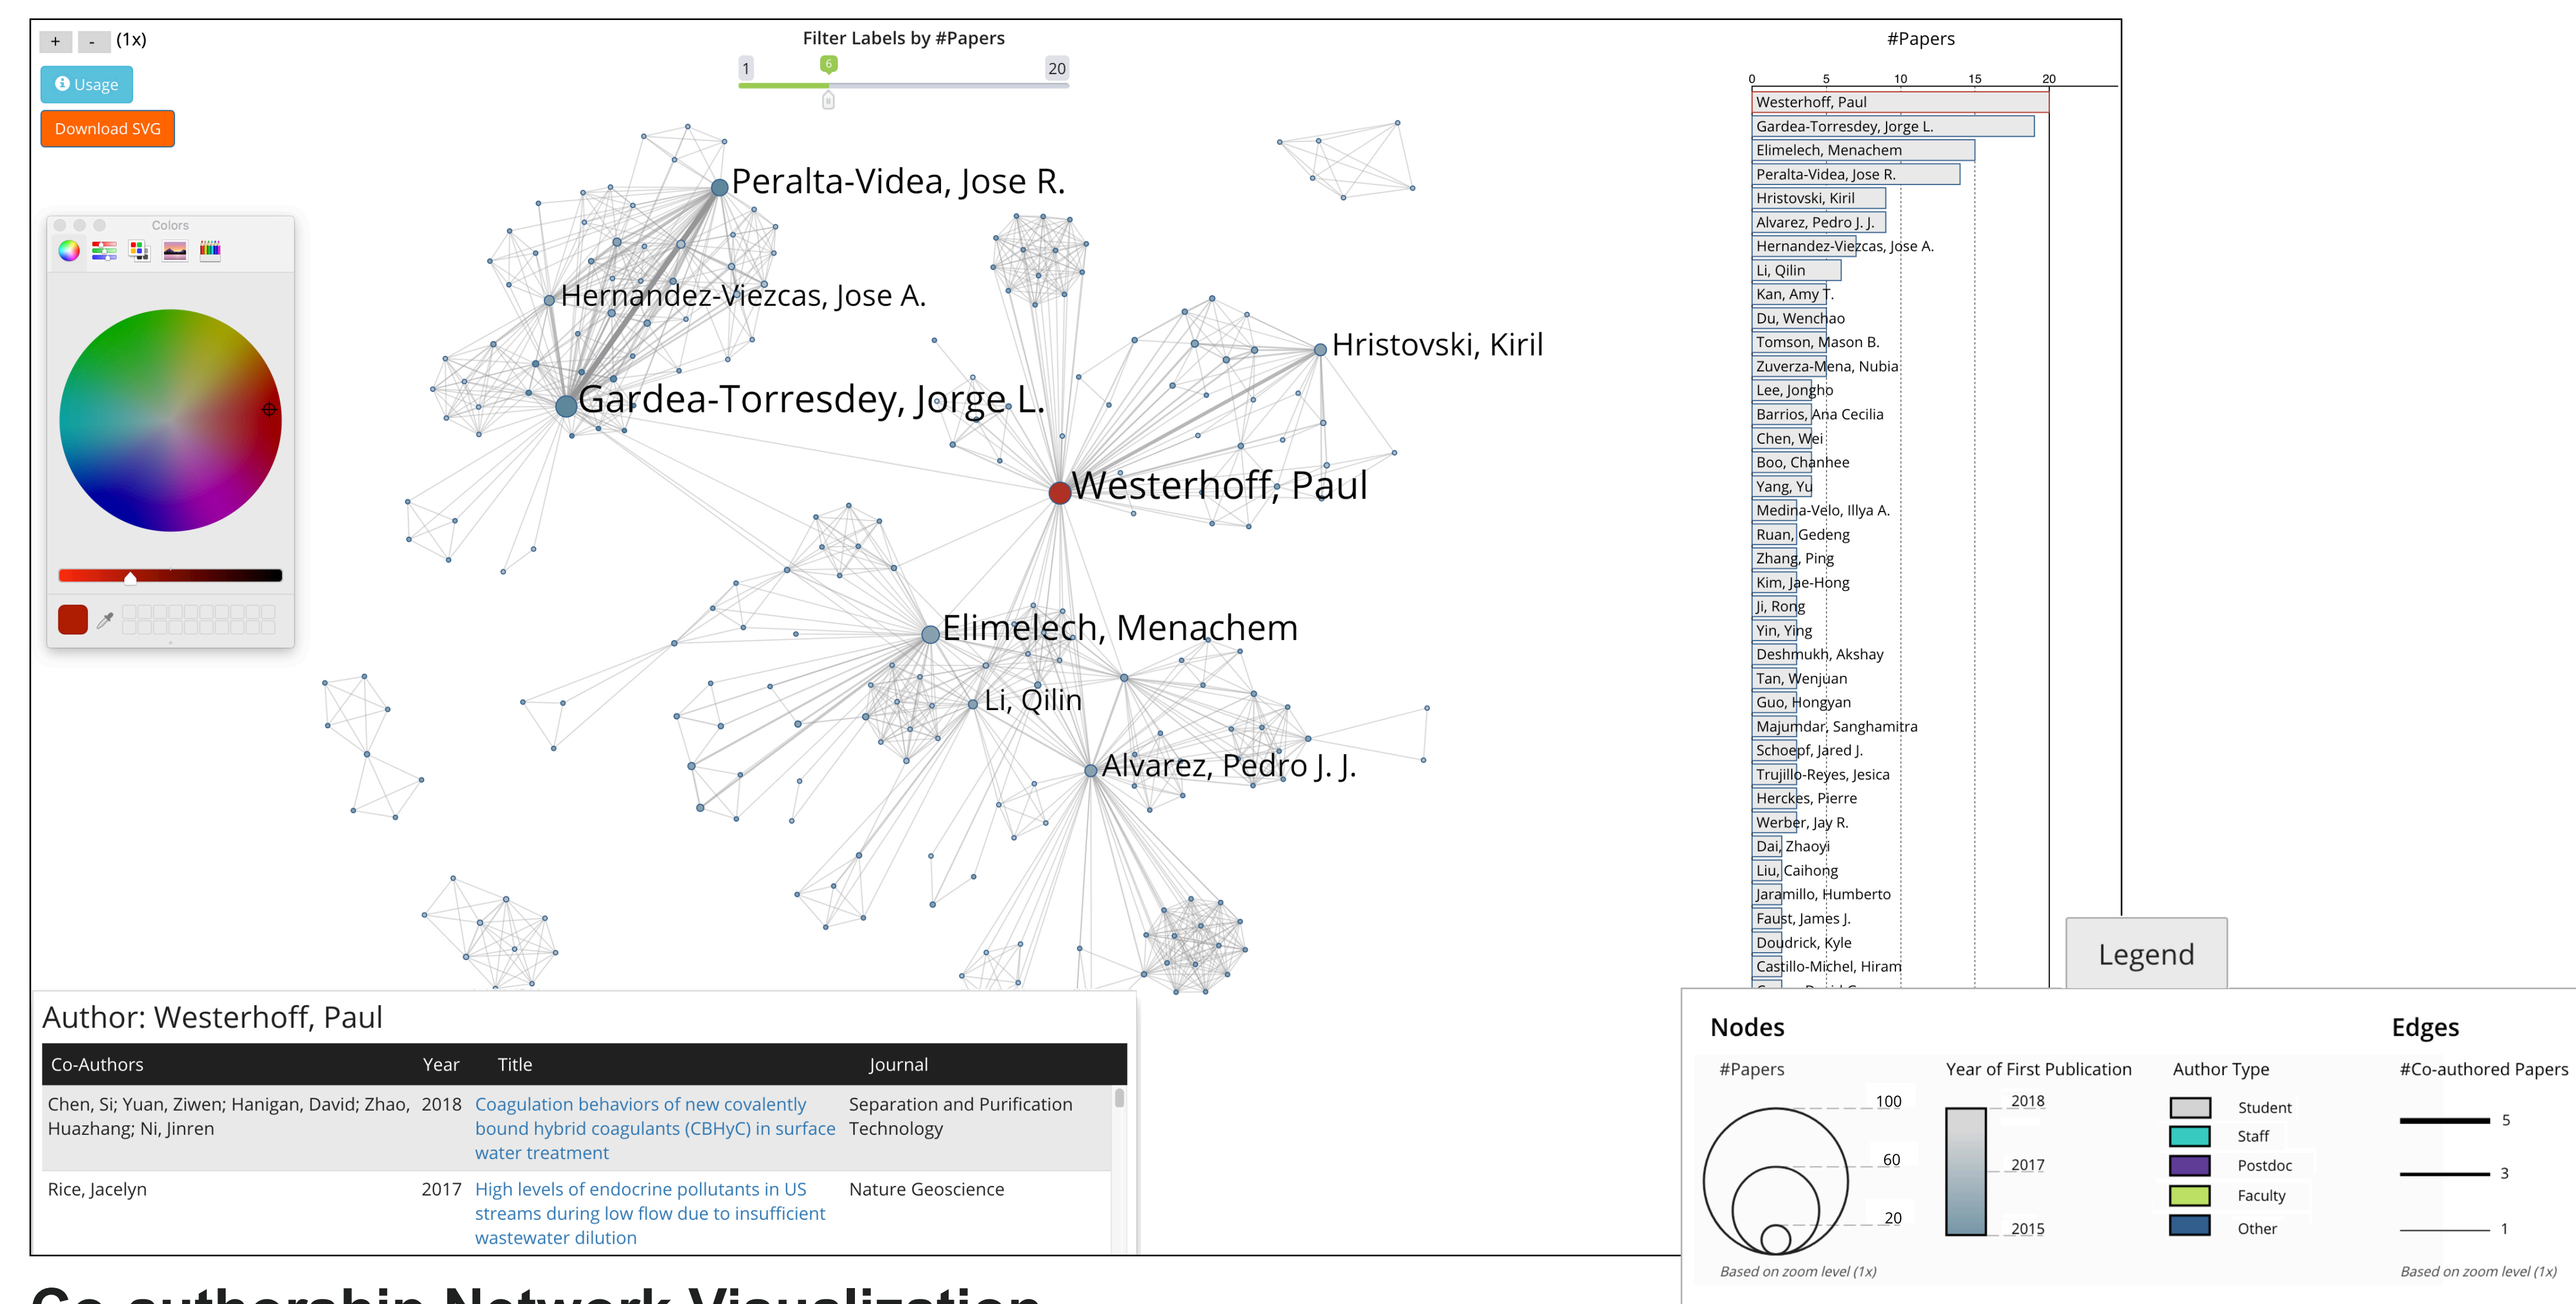 + - (1x)
Usage
Download SVG
Filter Labels by #Papers
1 6 20
Colors
Peralta-Videa, Jose R.
Hernandez-Viezcas, Jose A.
Hristovski, Kiril
Gardea-Torresdey, Jorge L.
Westerhoff, Paul
Elimelech, Menachem
Li, Qilin
Alvarez, Pedro J. J.
#Papers
0 5 10 15 20
Westerhoff, Paul
Gardea-Torresdey, Jorge L.
Elimelech, Menachem
Peralta-Videa, Jose R.
Hristovski, Kiril
Alvarez, Pedro J. J.
Hernandez-Viezcas, Jose A.
Li, Qilin
Kan, Amy T.
Du, Wenchao
Tomson, Mason B.
Zuverza-Mena, Nubia
Lee, Jongho
Barrios, Ana Cecilia
Chen, Wei
Boo, Chanhee
Yang, Yu
Medina-Velo, Illya A.
Ruan, Gedeng
Zhang, Ping
Kim, Jae-Hong
Ji, Rong
Yin, Ying
Deshmukh, Akshay
Tan, Wenjuan
Guo, Hongyan
Majumdar, Sanghamitra
Schoepf, Jared J.
Trujillo-Reyes, Jesica
Herckes, Pierre
Werber, Jay R.
Dai, Zhaoyi
Liu, Caihong
Jaramillo, Humberto
Faust, James J.
Doudrick, Kyle
Castillo-Michel, Hiram
Legend
Author: Westerhoff, Paul
Co-Authors Year Title Journal
Chen, Si; Yuan, Ziwen; Hanigan, David; Zhao, 2018 Coagulation behaviors of new covalently Separation and Purification
Huazhang; Ni, Jinren bound hybrid coagulants (CBHyC) in surface Technology
water treatment
Rice, Jacelyn 2017 High levels of endocrine pollutants in US Nature Geoscience
streams during low flow due to insufficient
wastewater dilution
Nodes
#Papers
100
60
20
Based on zoom level (1x)
Year of First Publication
2018
2017
2015
Author Type
Student
Staff
Postdoc
Faculty
Other
Edges
#Co-authored Papers
5
3
1
Based on zoom level (1x)
Co-authorship Network Visualization